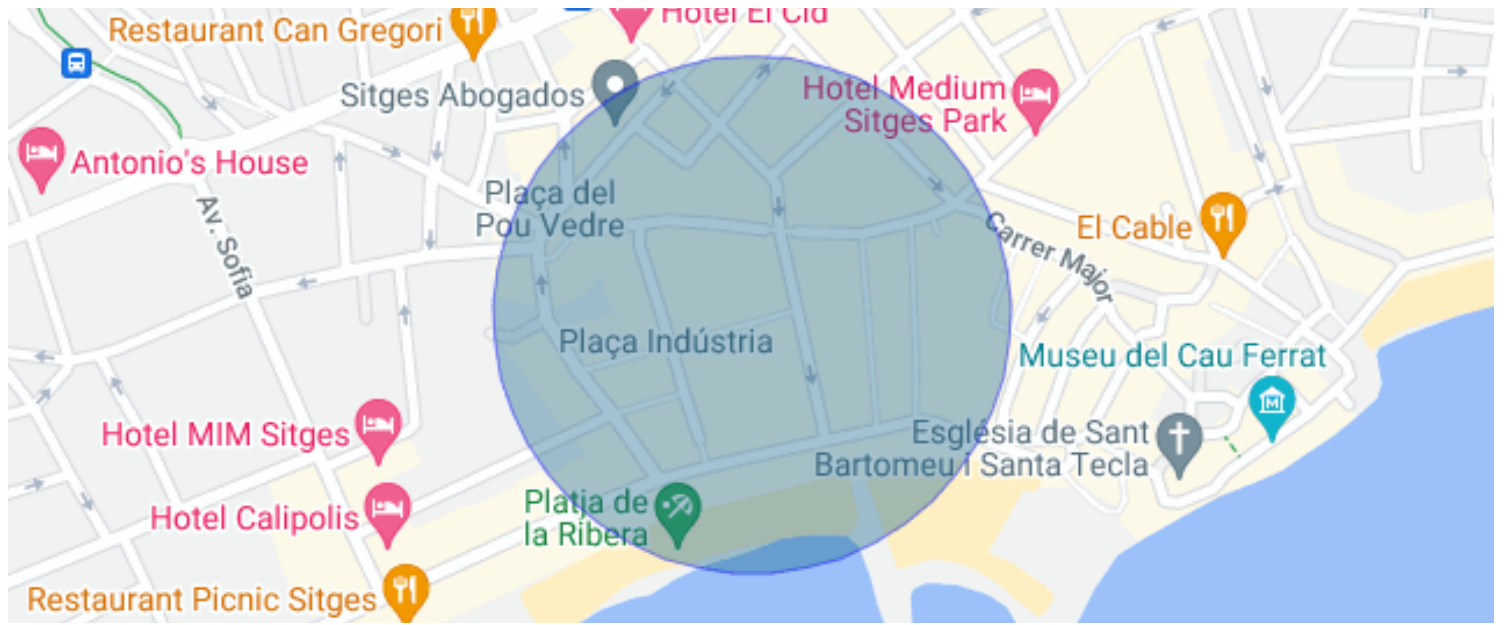 Hotel El Cid
Restaurant Can Gregori
Sitges Abogados
Hotel Medium
Sitges Park
Antonio's House
Plaça del
Pou Vedre
Av. Sofia
El Cable
Carrer Major
Plaça Indústria
Museu del Cau Ferrat
Hotel MIM Sitges
Església de Sant
Bartomeu i Santa Tecla
Platja de
la Ribera
Hotel Calipolis
Restaurant Picnic Sitges
M